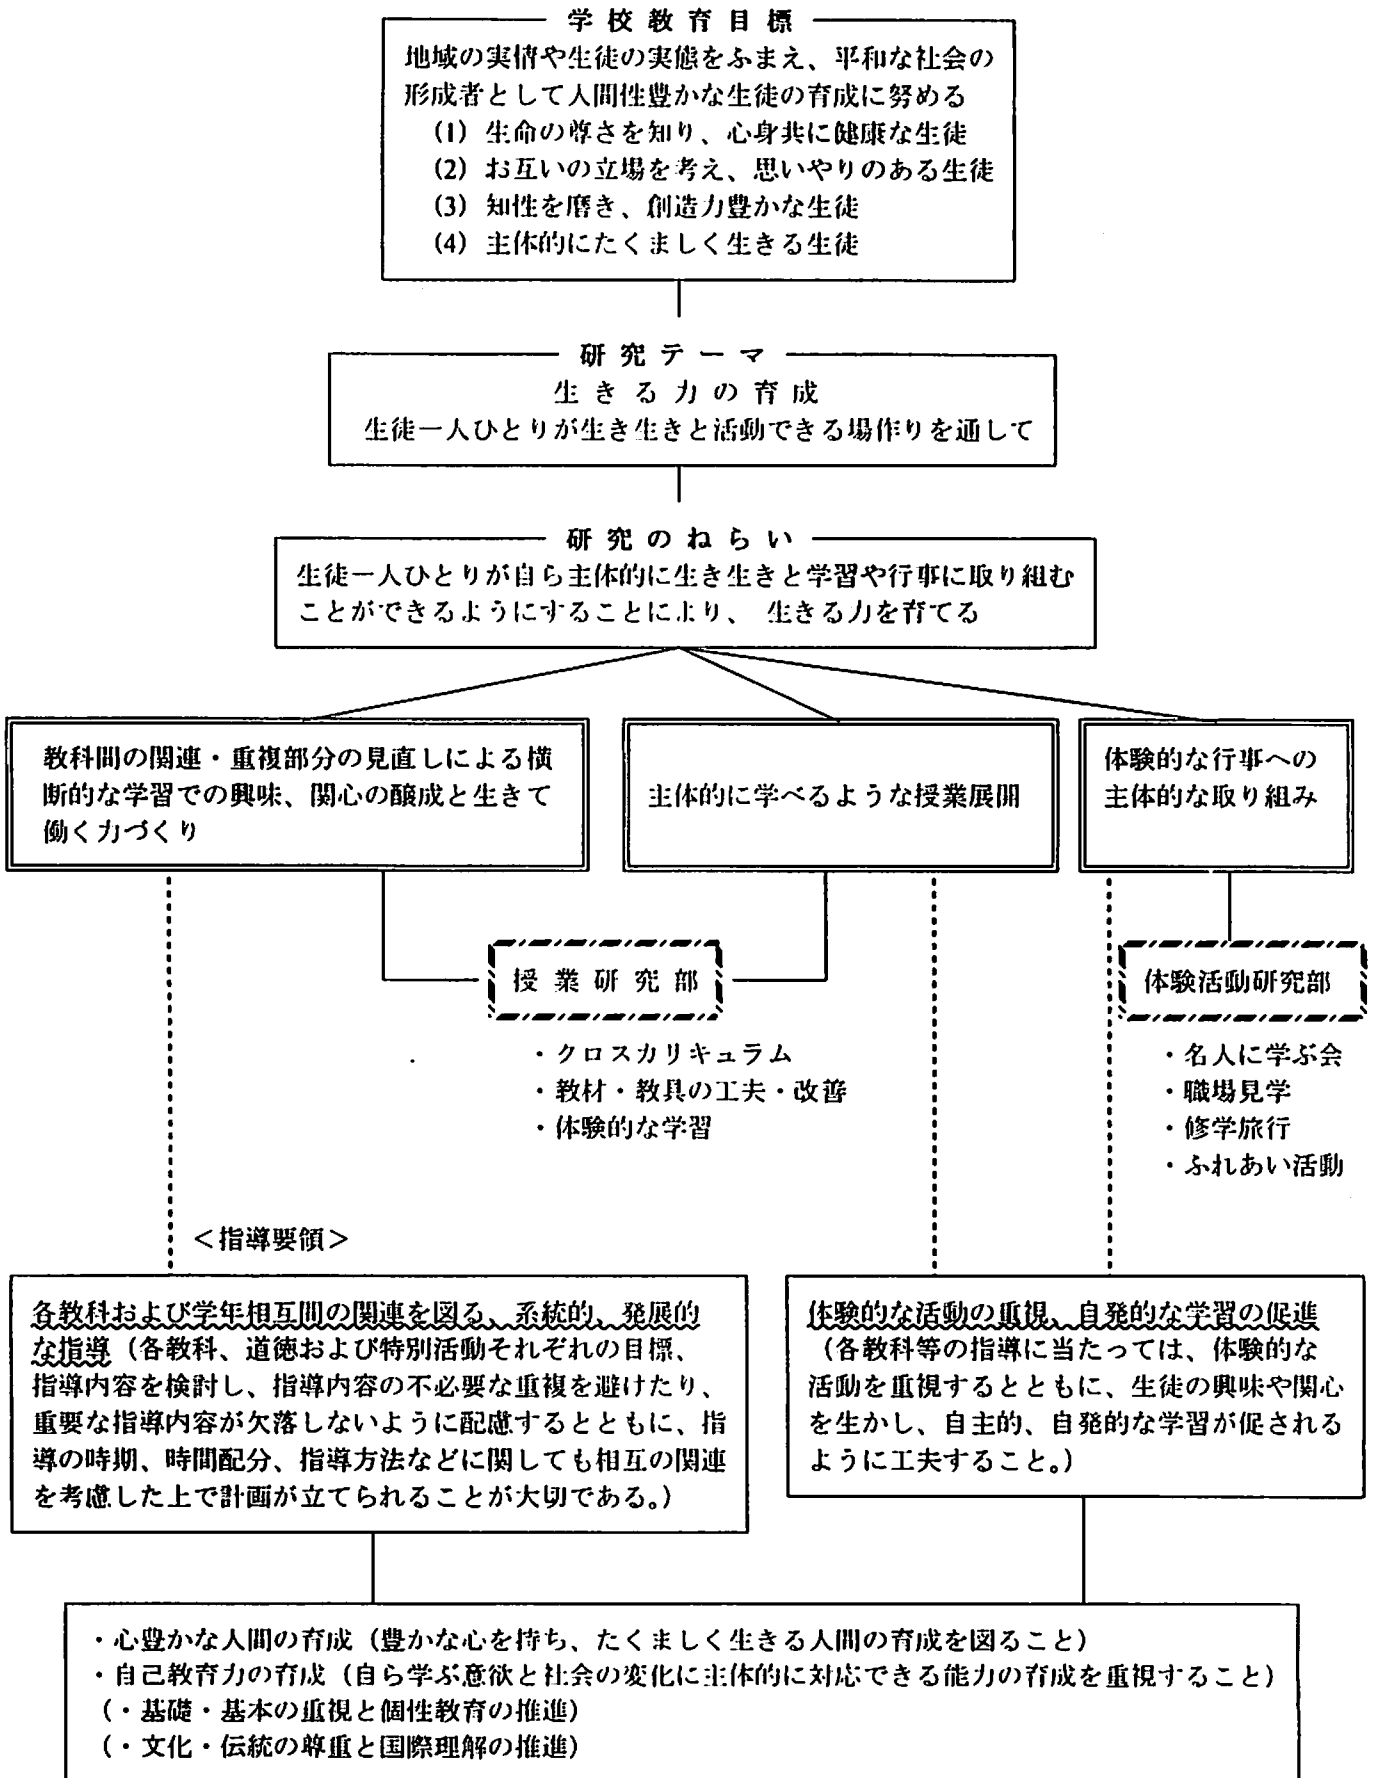 学校教育目標
地域の実情や生徒の実態をふまえ、平和な社会の
形成者として人間性豊かな生徒の育成に努める
(1) 生命の尊さを知り、心身共に健康な生徒
(2) お互いの立場を考え、思いやりのある生徒
(3) 知性を磨き、創造力豊かな生徒
(4) 主体的にたくましく生きる生徒
研究テーマ
生きる力の育成
生徒一人ひとりが生き生きと活動できる場作りを通して
研究のねらい
生徒一人ひとりが自ら主体的に生き生きと学習や行事に取り組む
ことができるようにすることにより、 生きる力を育てる
教科間の関連・重複部分の見直しによる横
断的な学習での興味、関心の醸成と生きて
働く力づくり
主体的に学べるような授業展開
体験的な行事への
主体的な取り組み
授業研究部
・クロスカリキュラム
・教材・教具の工夫・改善
・体験的な学習
体験活動研究部
・名人に学ぶ会
・職場見学
・修学旅行
・ふれあい活動
＜指導要領＞
各教科および学年相互間の関連を図る、系統的、発展的
な指導（各教科、道徳および特別活動それぞれの目標、
指導内容を検討し、指導内容の不必要な重複を避けたり、
重要な指導内容が欠落しないように配慮するとともに、指
導の時期、時間配分、指導方法などに関しても相互の関連
を考慮した上で計画が立てられることが大切である。）
体験的な活動の重視、自発的な学習の促進
（各教科等の指導に当たっては、体験的な
活動を重視するとともに、生徒の興味や関心
を生かし、自主的、自発的な学習が促される
ように工夫すること。）
・心豊かな人間の育成（豊かな心を持ち、たくましく生きる人間の育成を図ること）
・自己教育力の育成（自ら学ぶ意欲と社会の変化に主体的に対応できる能力の育成を重視すること）
（・基礎・基本の重視と個性教育の推進）
（・文化・伝統の尊重と国際理解の推進）